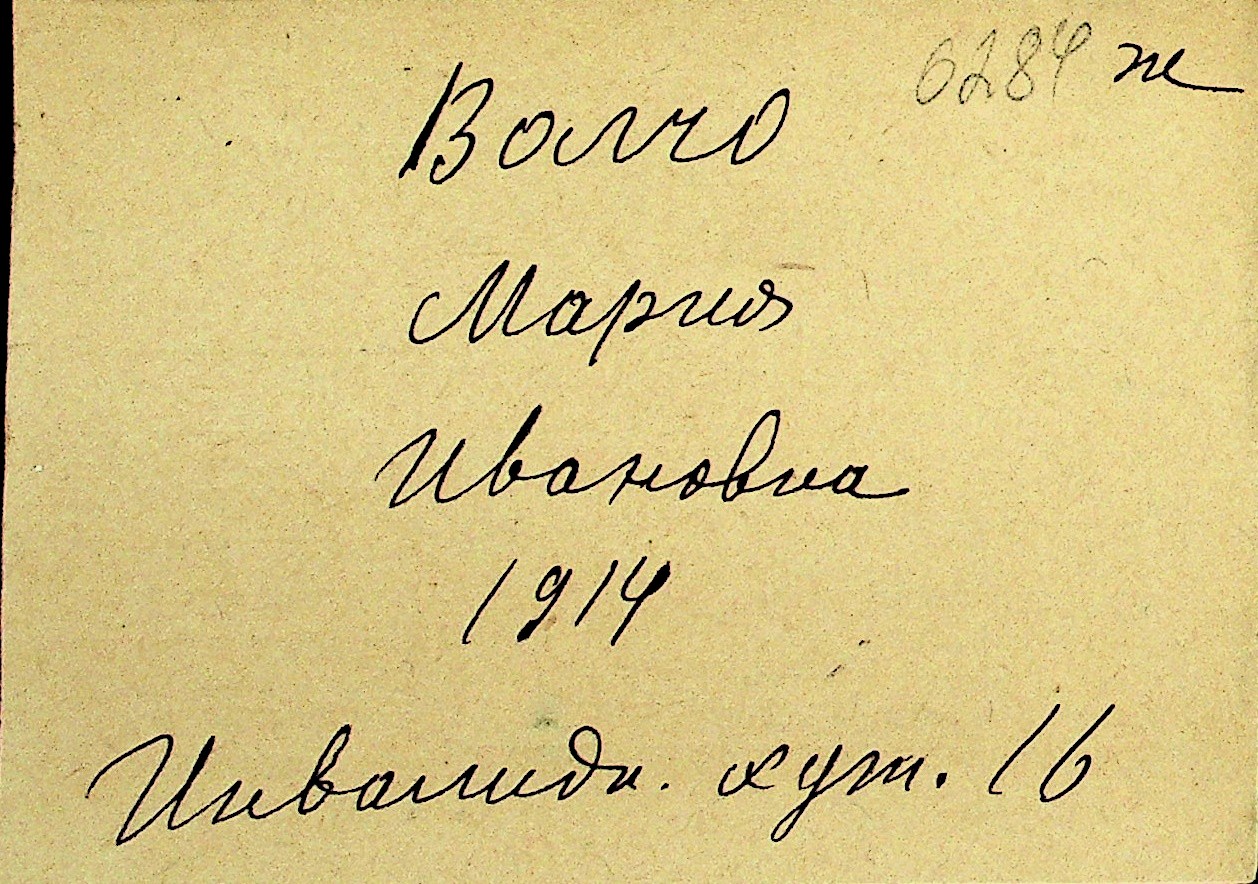 6284 ж
Волчо
Мария
Ивановна
1914
Инвалидн. хут. 16